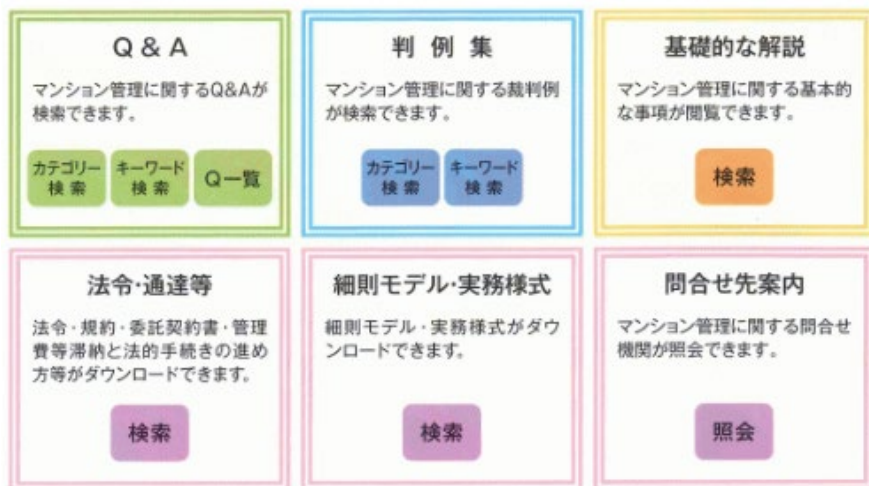 Q & A
マンション管理に関するQ&Aが
検索できます。
カテゴリー
検 索
キーワード
検 索
Q一覧
判 例 集
マンション管理に関する裁判例
が検索できます。
カテゴリー
検 索
キーワード
検 索
基礎的な解説
マンション管理に関する基本的
な事項が閲覧できます。
検索
法令・通達等
法令・規約・委託契約書・管理
費等滞納と法的手続きの進め
方等がダウンロードできます。
検索
細則モデル・実務様式
細則モデル・実務様式がダウ
ンロードできます。
検索
問合せ先案内
マンション管理に関する問合せ
機関が照会できます。
照会